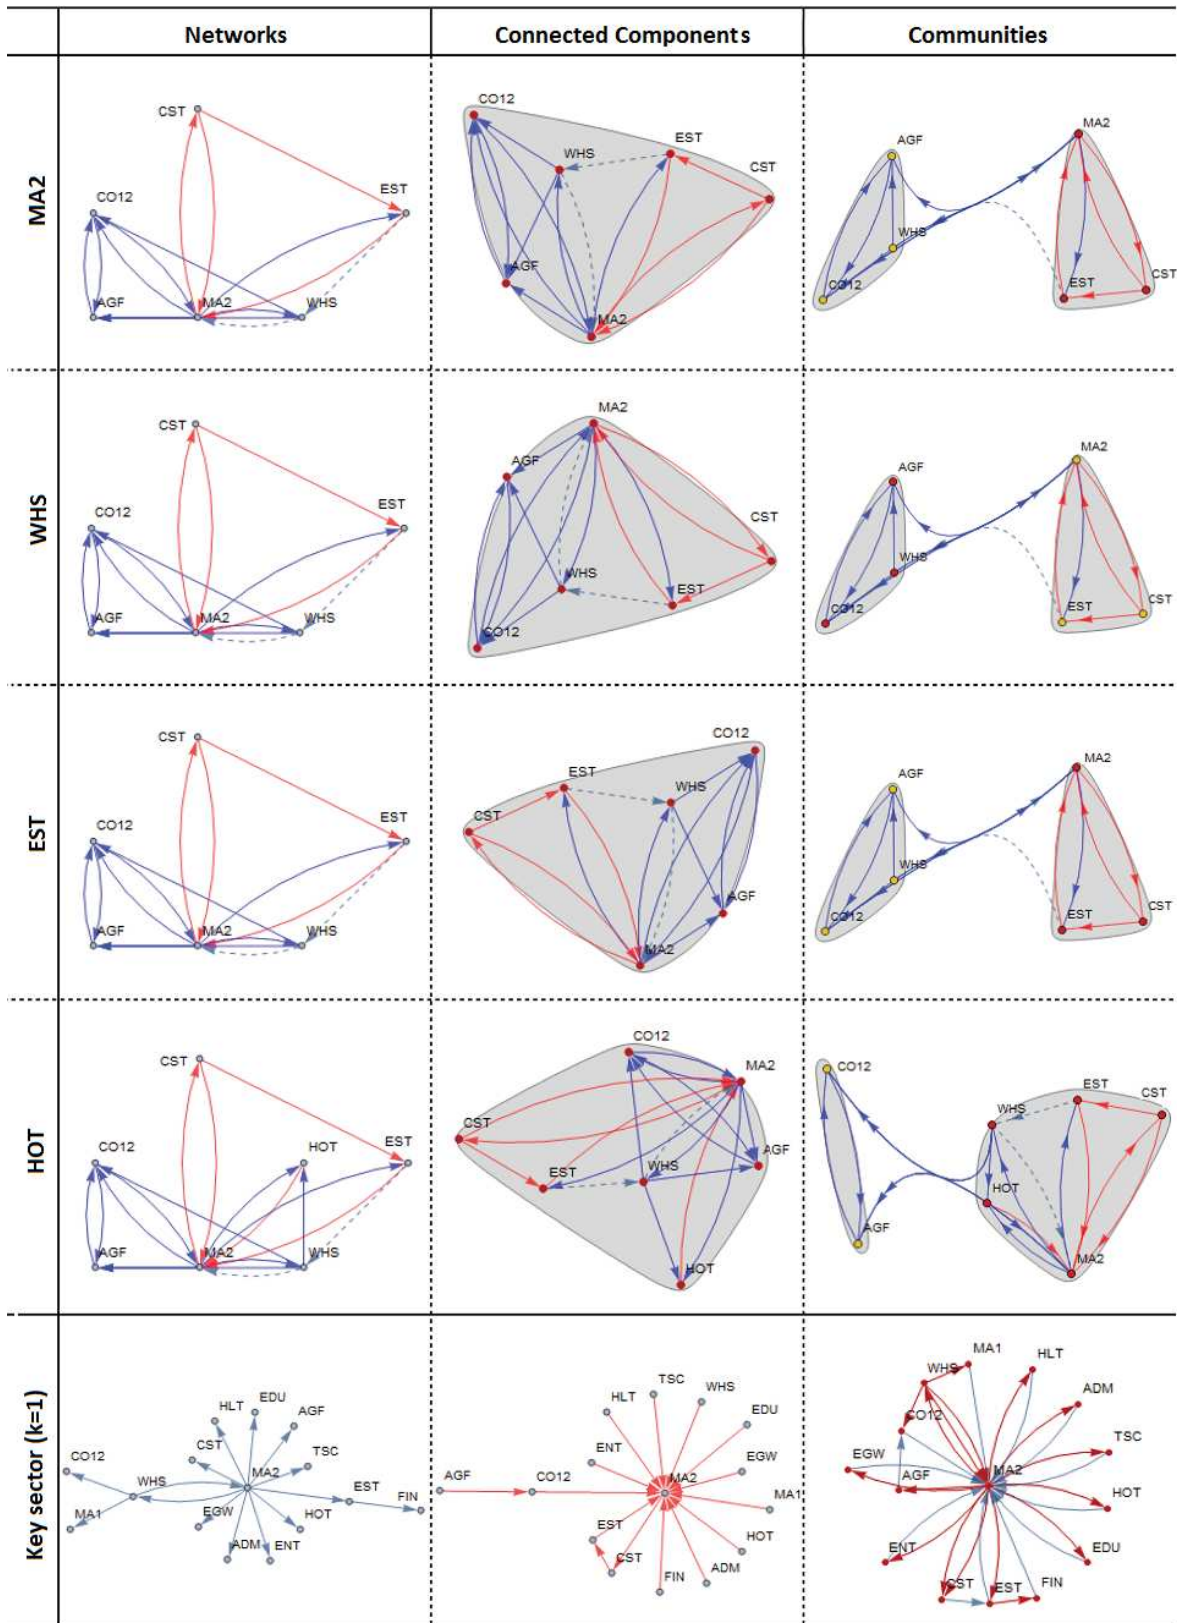 Networks Connected Components Communities
MA2
CST
CO12
EST
AGF MA2 WHS
CO12
WHS EST
CST
AGF
MA2
MA2
AGF
WHS
CO12 EST CST
WHS
CST
CO12
EST
AGF MA2 WHS
MA2
AGF
CST
WHS EST
CO12
MA2
AGF
WHS
CO12 EST CST
EST
CST
CO12
EST
AGF MA2 WHS
CO12
EST WHS
CST
AGF
MA2
MA2
AGF
WHS
CO12 EST CST
HOT
CST
CO12 HOT EST
AGF MA2 WHS
CO12
MA2
CST
EST WHS AGF
HOT
CO12
EST CST
WHS
HOT
AGF MA2
Key sector (k=1)
HLT EDU AGF
CST TSC
CO12 MA2
WHS EST
MA1 EGW HOT FIN
ADM ENT
TSC WHS
HLT EDU
ENT EGW
AGF CO12 MA2
MA1
EST HOT
CST ADM
FIN
MA1 HLT
WHS ADM
CO12 TSC
EGW MA2
AGF HOT
ENT EDU
CST EST FIN